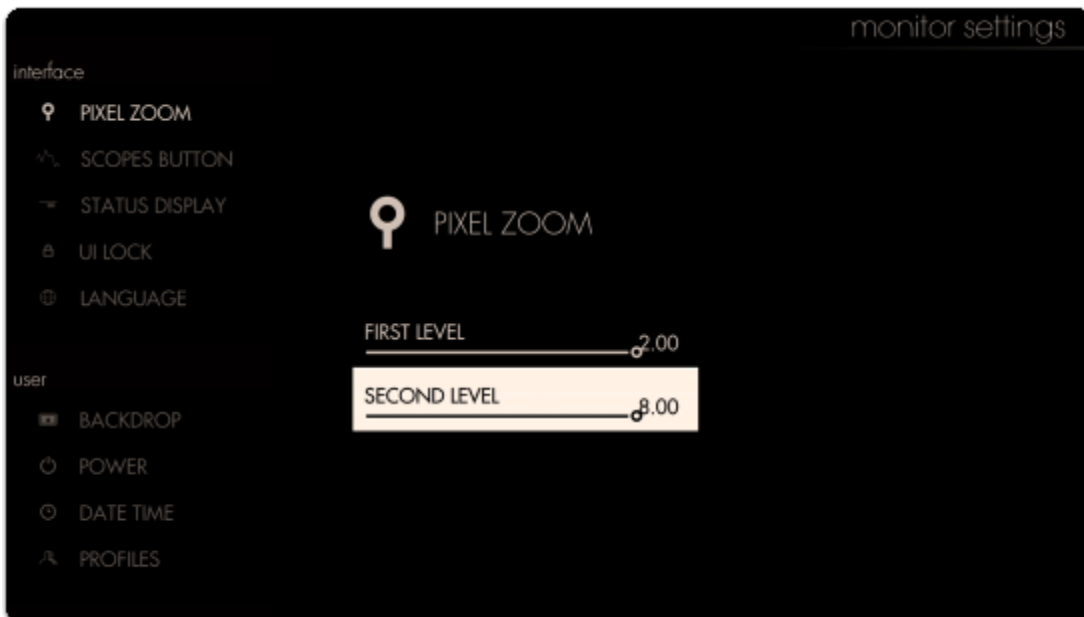 monitor settings
interface
PIXEL ZOOM
SCOPES BUTTON
STATUS DISPLAY
UI LOCK
LANGUAGE
user
BACKDROP
POWER
DATE TIME
PROFILES
PIXEL ZOOM
FIRST LEVEL
2.00
SECOND LEVEL
8.00